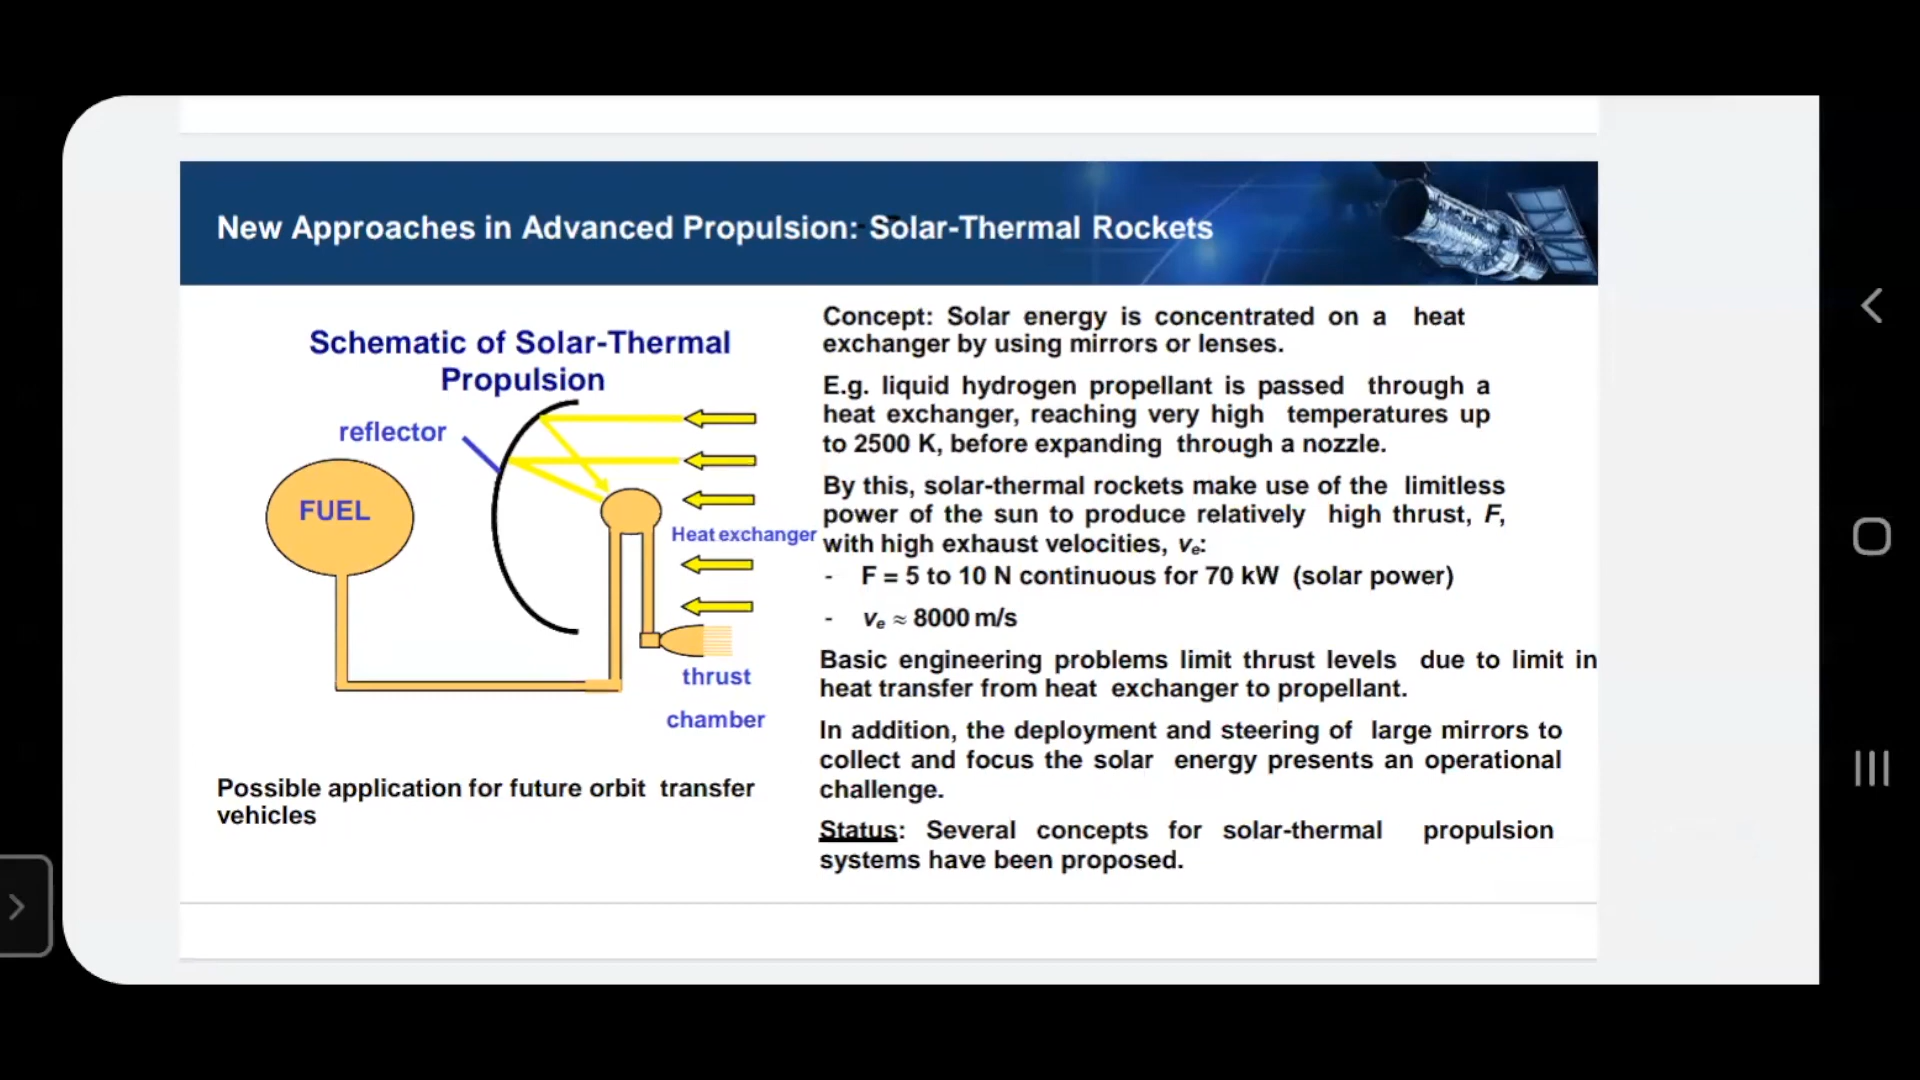 New Approaches in Advanced Propulsion: Solar-Thermal Rockets
Schematic of Solar-Thermal
Propulsion
reflector
FUEL
Heat exchanger
thrust
chamber
Possible application for future orbit transfer
vehicles
Concept: Solar energy is concentrated on a heat
exchanger by using mirrors or lenses.
E.g. liquid hydrogen propellant is passed through a
heat exchanger, reaching very high temperatures up
to 2500 K, before expanding through a nozzle.
By this, solar-thermal rockets make use of the limitless
power of the sun to produce relatively high thrust, F,
with high exhaust velocities, ve:
- F = 5 to 10 N continuous for 70 kW (solar power)
- ve ≈ 8000 m/s
Basic engineering problems limit thrust levels due to limit in
heat transfer from heat exchanger to propellant.
In addition, the deployment and steering of large mirrors to
collect and focus the solar energy presents an operational
challenge.
Status: Several concepts for solar-thermal propulsion
systems have been proposed.